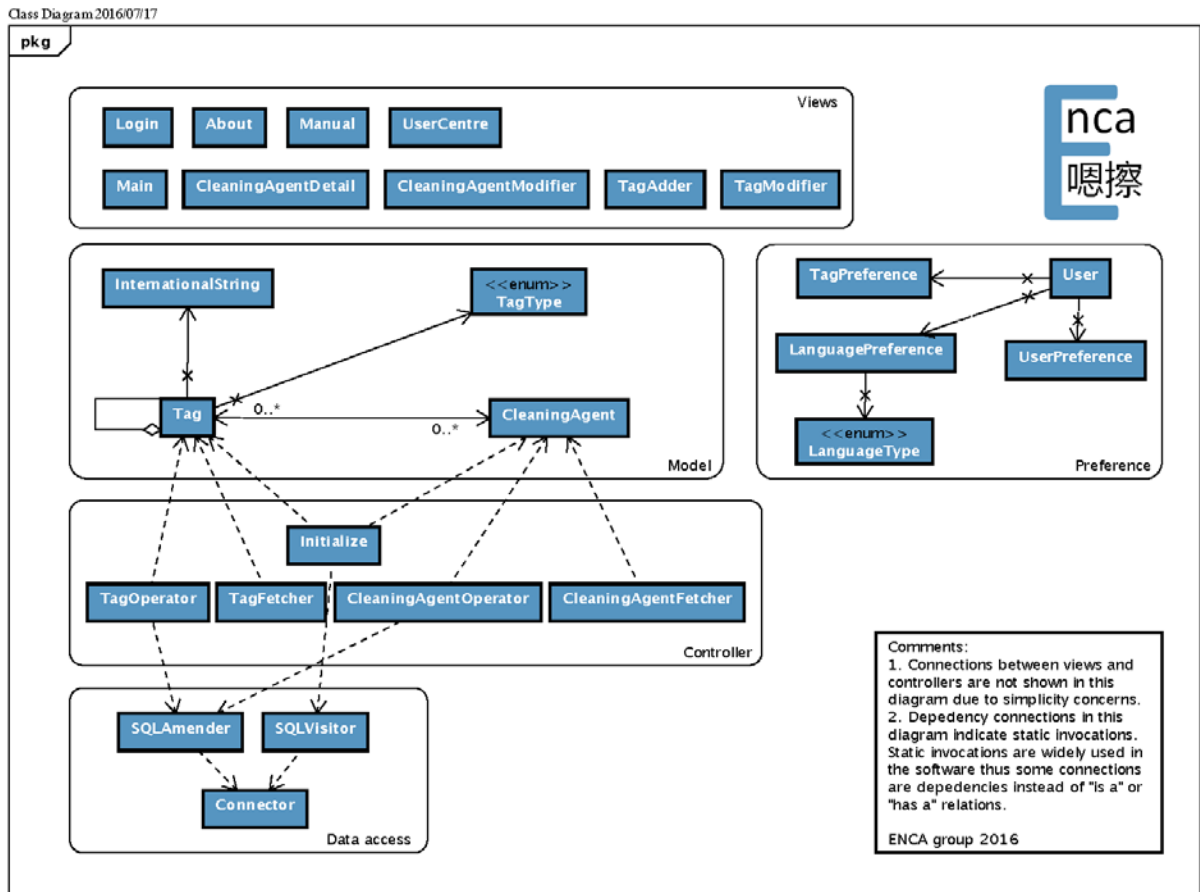 Class Diagram 2016/07/17
pkg
Views
Login
About
Manual
UserCentre
Main
CleaningAgentDetail
CleaningAgentModifier
TagAdder
TagModifier
Enca
嗯擦
InternationalString
<<enum>>
TagType
Tag
0..*
0..*
CleaningAgent
Model
TagPreference
User
LanguagePreference
UserPreference
<<enum>>
LanguageType
Preference
Initialize
TagOperator
TagFetcher
CleaningAgentOperator
CleaningAgentFetcher
Controller
SQLAmender
SQLVisitor
Connector
Data access
Comments:
1. Connections between views and
controllers are not shown in this
diagram due to simplicity concerns.
2. Depedency connections in this
diagram indicate static invocations.
Static invocations are widely used in
the software thus some connections
are depedencies instead of "is a" or
"has a" relations.
ENCA group 2016